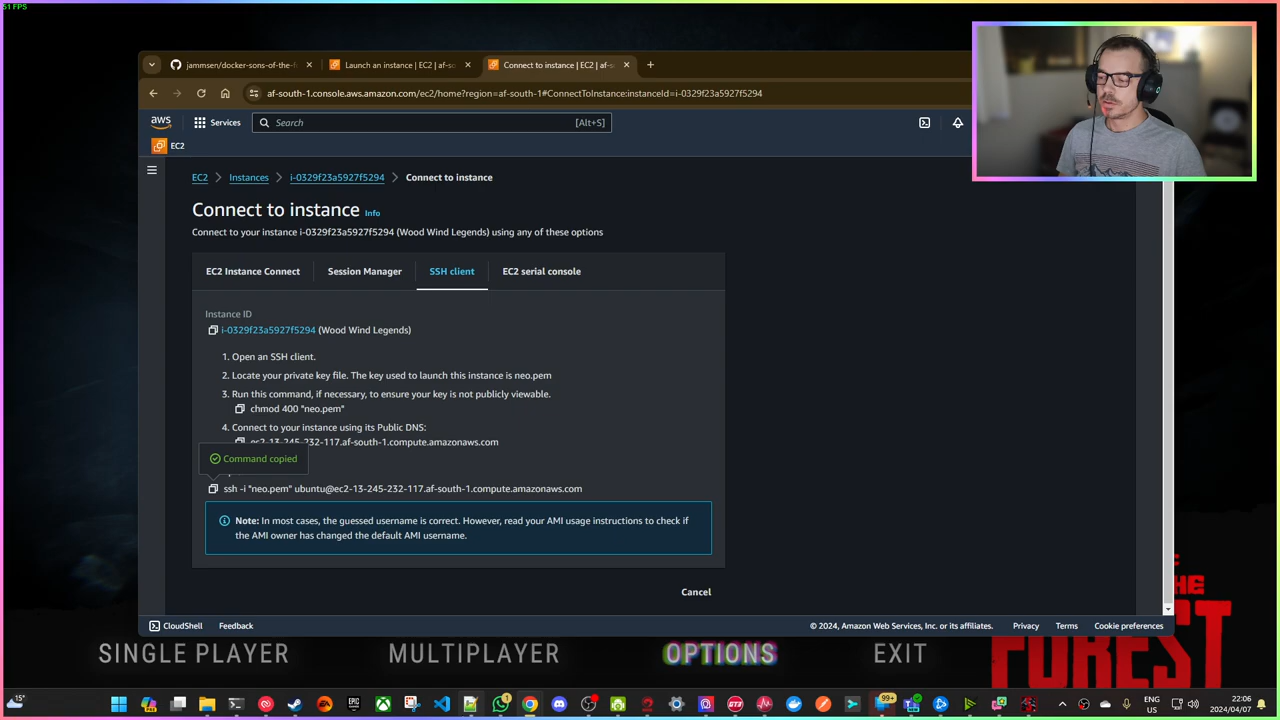 51 FPS
jammsen/docker-sons-of-the-f
Launch an instance | EC2 | af-so
Connect to instance | EC2 | af-s
af-south-1.console.aws.amazon.com/ec2/home?region=af-south-1#ConnectToInstance:instanceId=i-0329f23a5927f5294
aws
Services
Search
[Alt+S]
EC2
EC2 > Instances > i-0329f23a5927f5294 > Connect to instance
Connect to instance Info
Connect to your instance i-0329f23a5927f5294 (Wood Wind Legends) using any of these options
EC2 Instance Connect
Session Manager
SSH client
EC2 serial console
Instance ID
i-0329f23a5927f5294 (Wood Wind Legends)
1. Open an SSH client.
2. Locate your private key file. The key used to launch this instance is neo.pem
3. Run this command, if necessary, to ensure your key is not publicly viewable.
chmod 400 "neo.pem"
4. Connect to your instance using its Public DNS:
ec2-13-245-232-117.af-south-1.compute.amazonaws.com
Command copied
ssh -i "neo.pem" ubuntu@ec2-13-245-232-117.af-south-1.compute.amazonaws.com
Note: In most cases, the guessed username is correct. However, read your AMI usage instructions to check if
the AMI owner has changed the default AMI username.
Cancel
CloudShell Feedback
© 2024, Amazon Web Services, Inc. or its affiliates. Privacy Terms Cookie preferences
THE
FOREST
SINGLE PLAYER MULTIPLAYER OPTIONS EXIT
15°
PRE
EPIC
1
GTX
99+
ENG
US
22:06
2024/04/07